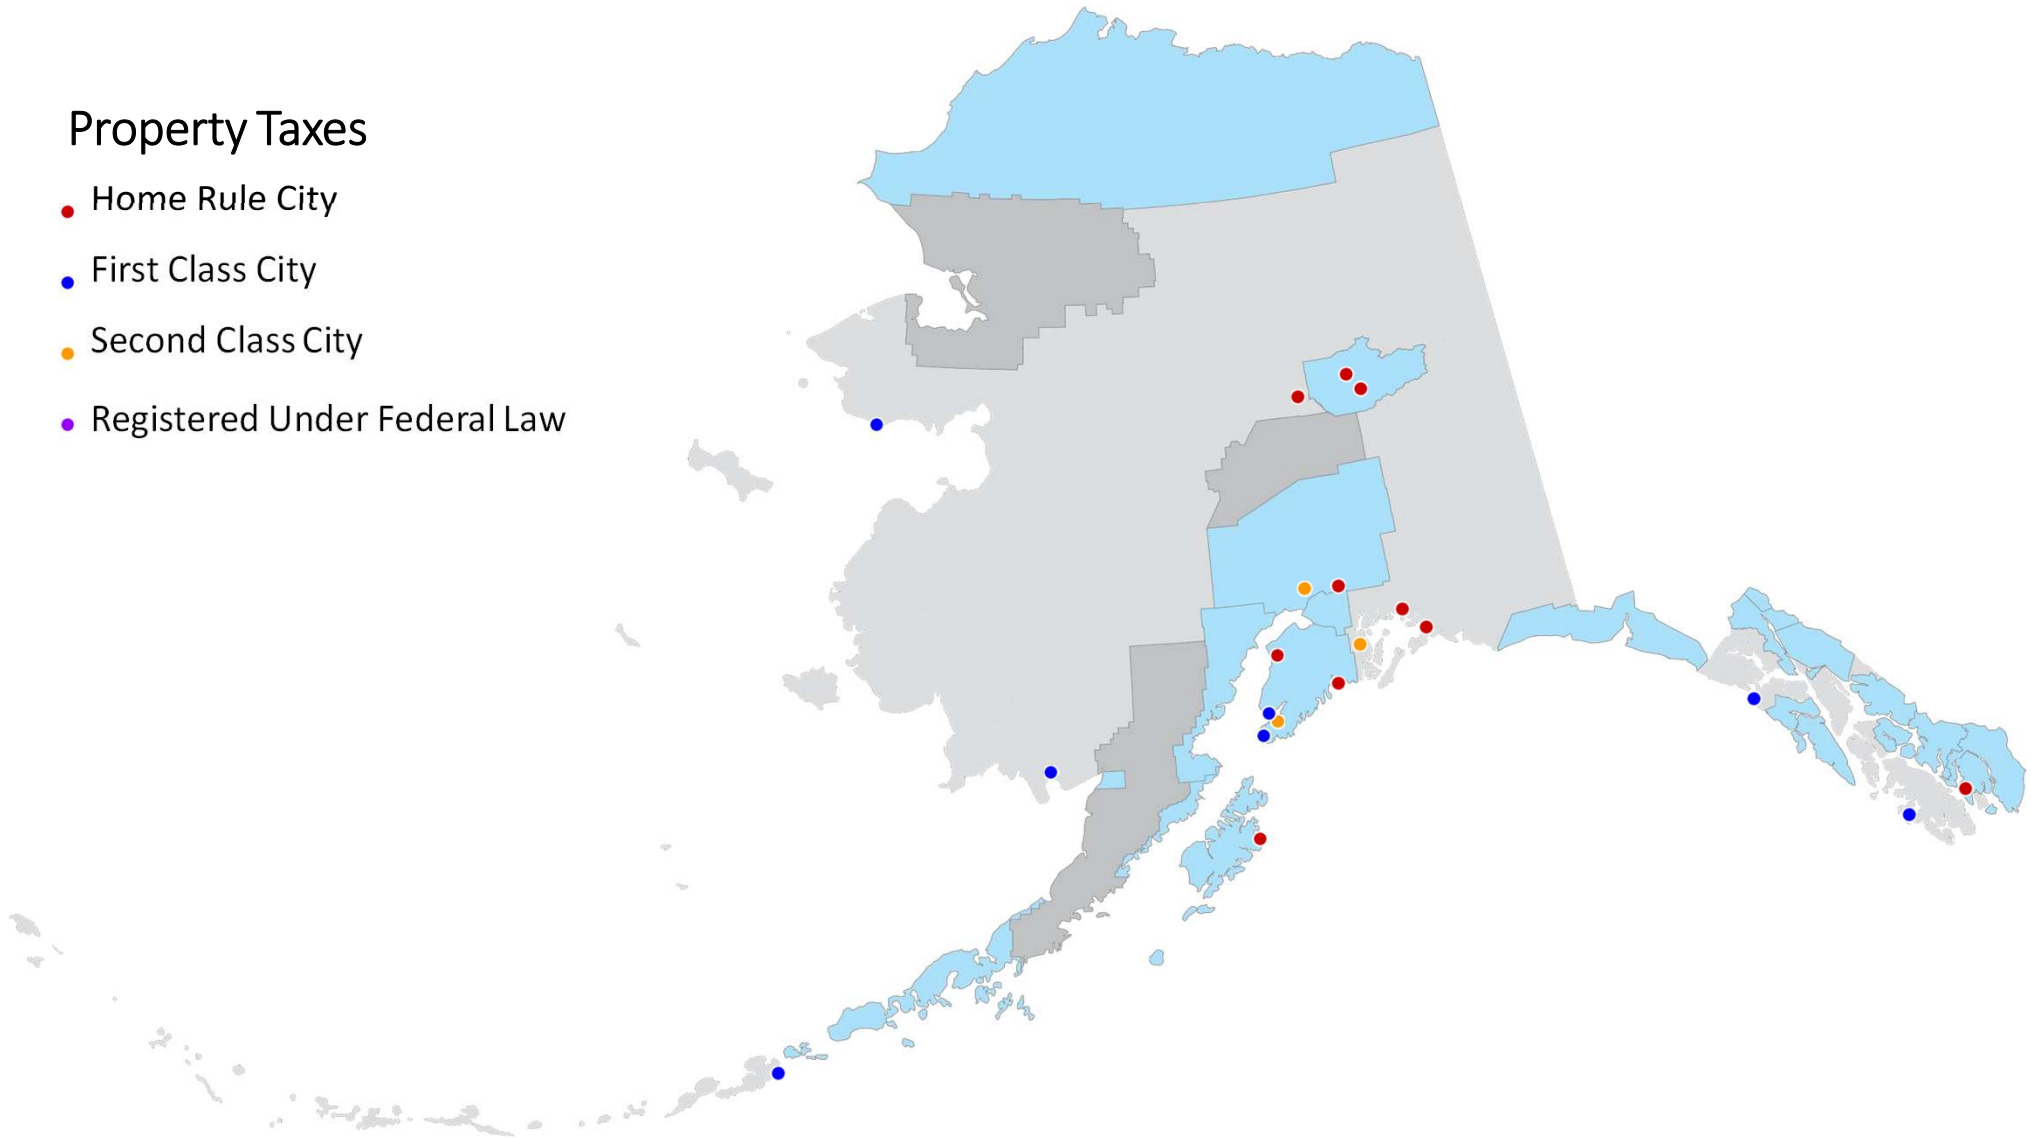 Property Taxes
Home Rule City
First Class City
Second Class City
Registered Under Federal Law